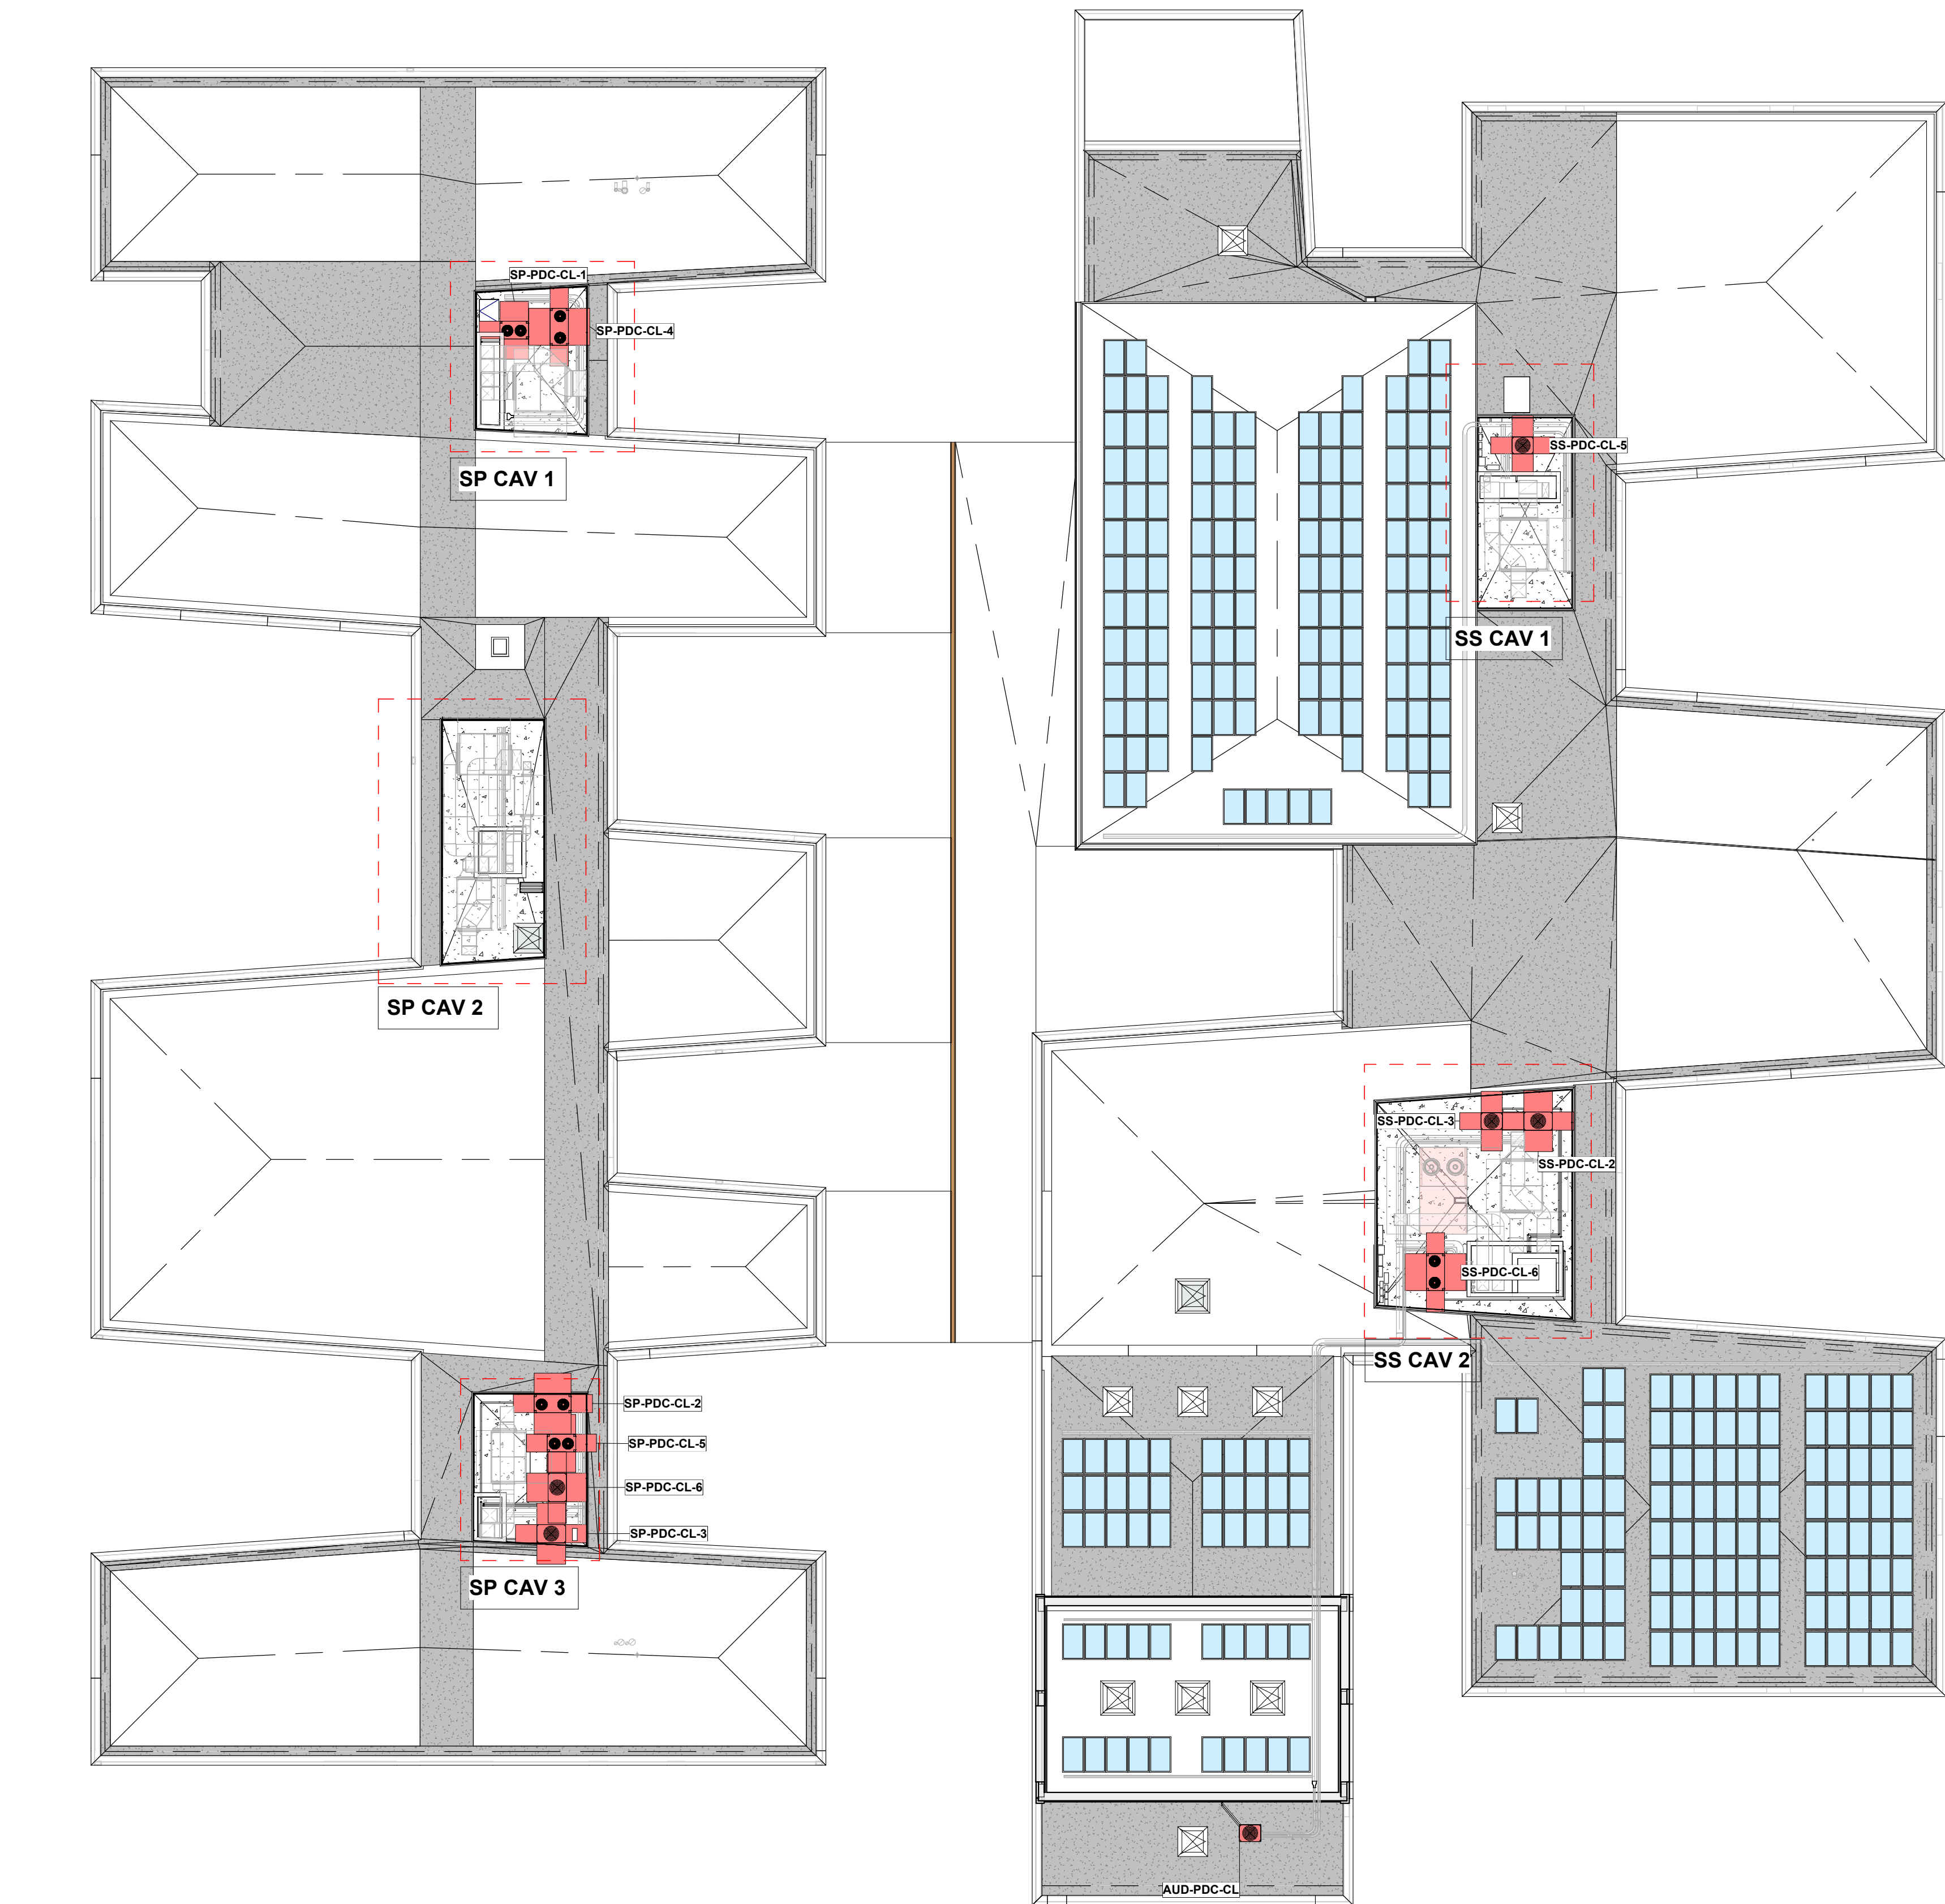 SP-PDC-CL-1
SP-PDC-CL-4
SP CAV 1
SS-PDC-CL-5
SS CAV 1
SP CAV 2
SS-PDC-CL-3
SS-PDC-CL-2
SS-PDC-CL-6
SS CAV 2
SP-PDC-CL-2
SP-PDC-CL-5
SP-PDC-CL-6
SP-PDC-CL-3
SP CAV 3
AUD-PDC-CL